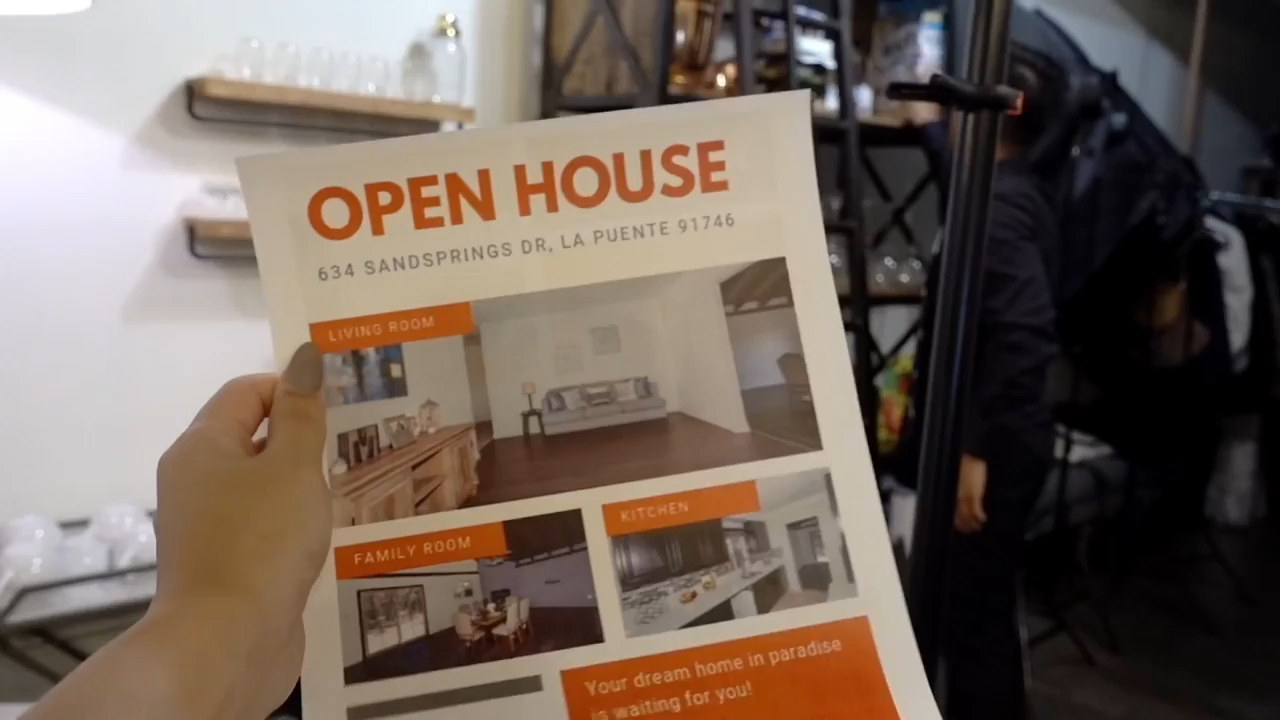 OPEN HOUSE
634 SANDSPRINGS DR, LA PUENTE 91746
LIVING ROOM
FAMILY ROOM
KITCHEN
Your dream home in paradise
is waiting for you!